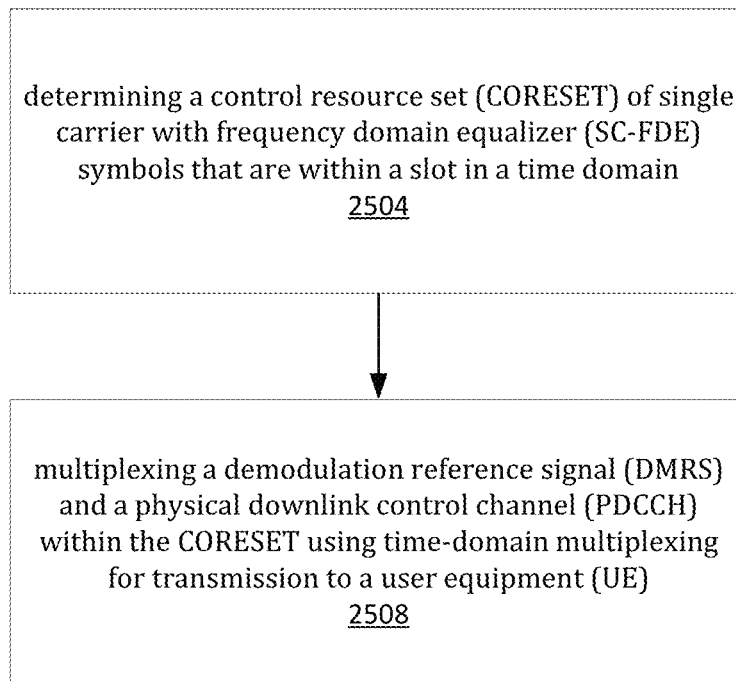 determining a control resource set (CORESET) of single
carrier with frequency domain equalizer (SC-FDE)
symbols that are within a slot in a time domain
2504
multiplexing a demodulation reference signal (DMRS)
and a physical downlink control channel (PDCCH)
within the CORESET using time-domain multiplexing
for transmission to a user equipment (UE)
2508